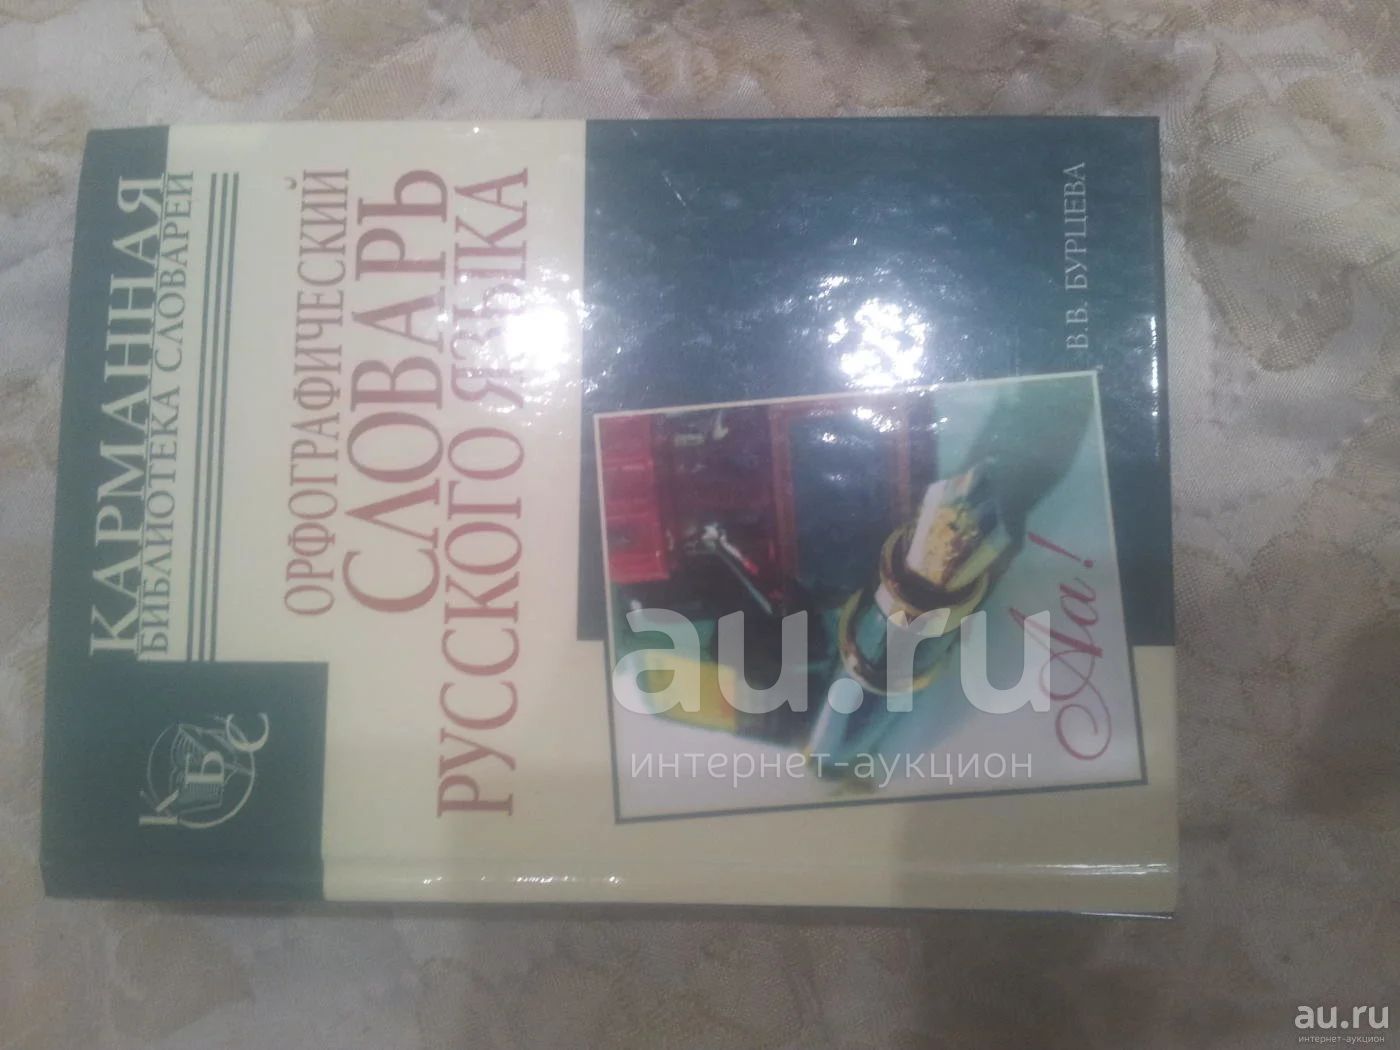 КАРМАННАЯ
БИБЛИОТЕКА СЛОВАРЕЙ
КБС
ОРФОГРАФИЧЕСКИЙ
СЛОВАРЬ
РУССКОГО ЯЗЫКА
Аа!
В.В. БУРЦЕВА
au.ru
интернет-аукцион
au.ru
интернет-аукцион